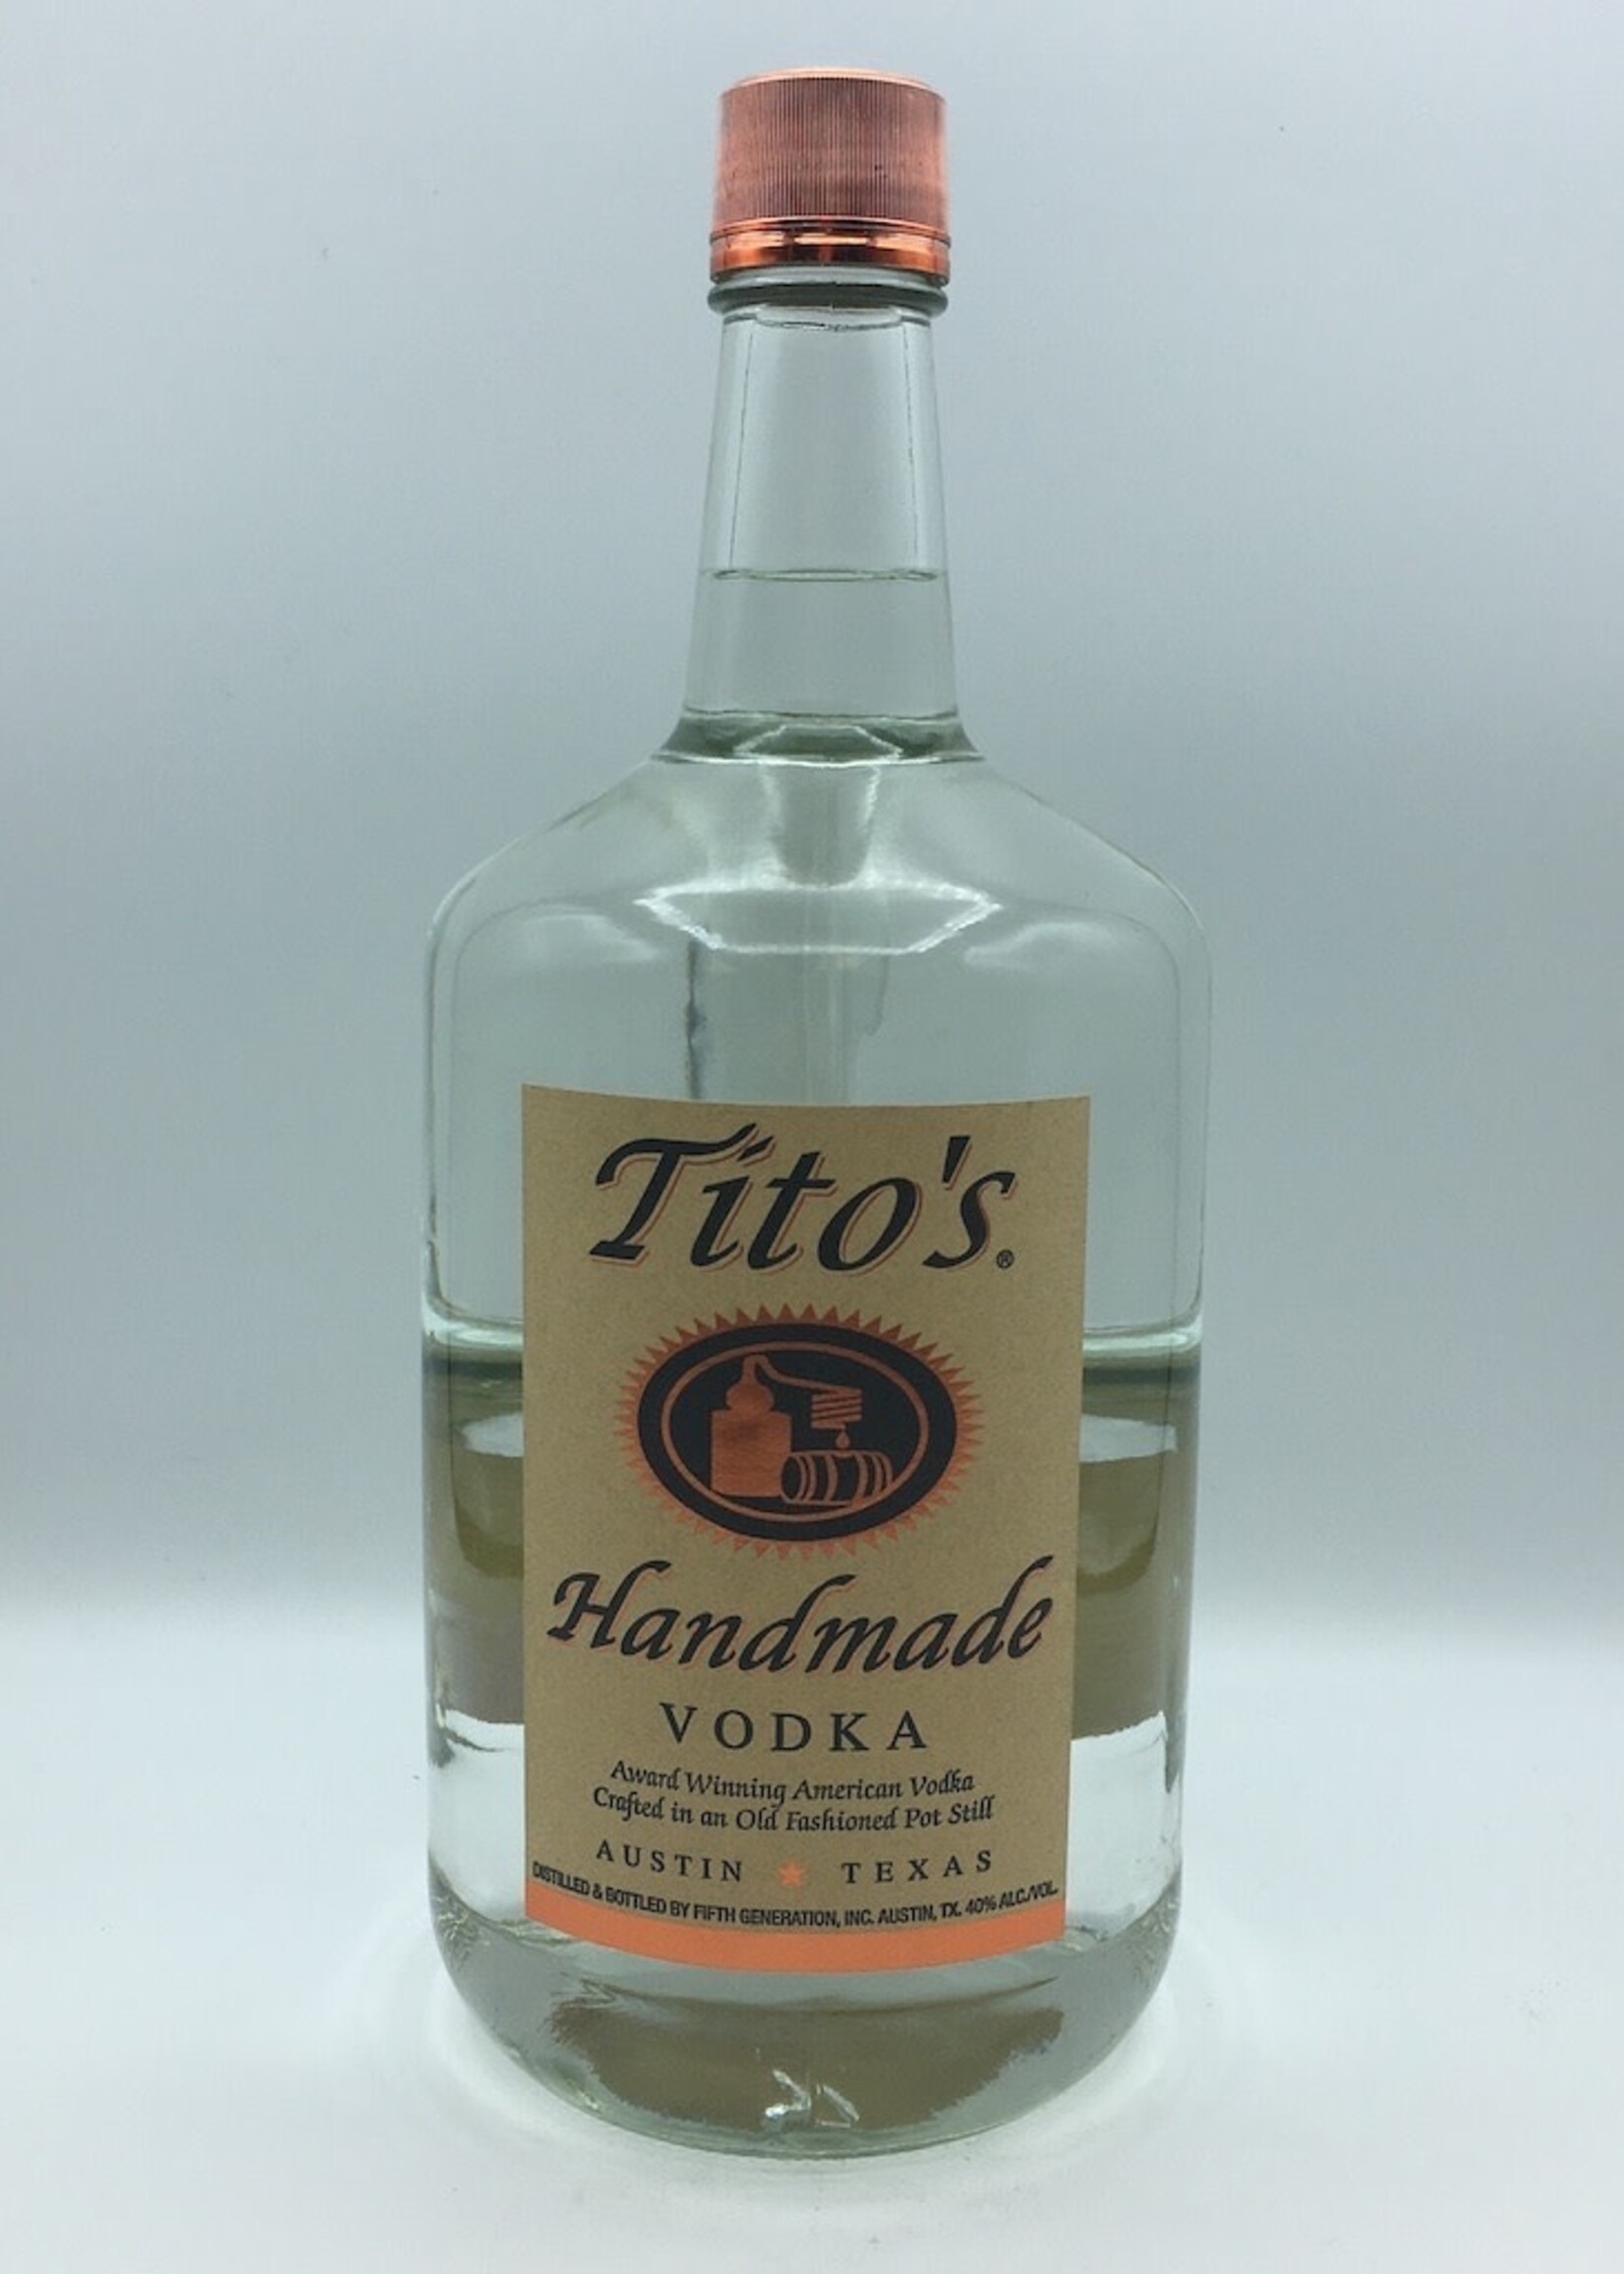 Tito's®
Handmade
VODKA
Award Winning American Vodka
Crafted in an Old Fashioned Pot Still
AUSTIN ★ TEXAS
DISTILLED & BOTTLED BY FIFTH GENERATION, INC. AUSTIN, TX. 40% ALC./VOL.